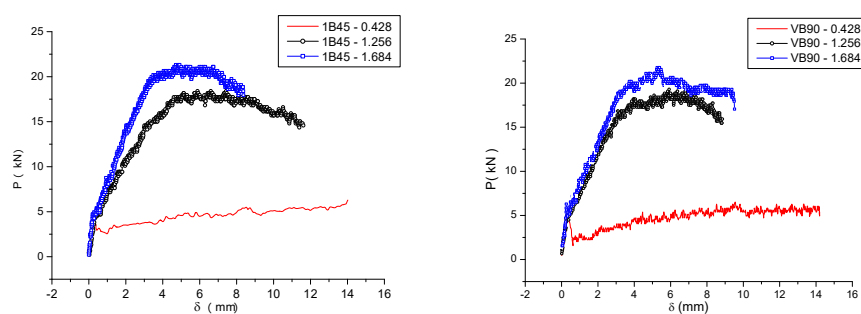 1B45 - 0.428
1B45 - 1.256
1B45 - 1.684
25
20
15
10
5
0
P ( kN)
-2 0 2 4 6 8 10 12 14 16
δ ( mm)
VB90 - 0.428
VB90 - 1.256
VB90 - 1.684
25
20
15
10
5
0
P( kN)
-2 0 2 4 6 8 10 12 14 16
δ (mm)